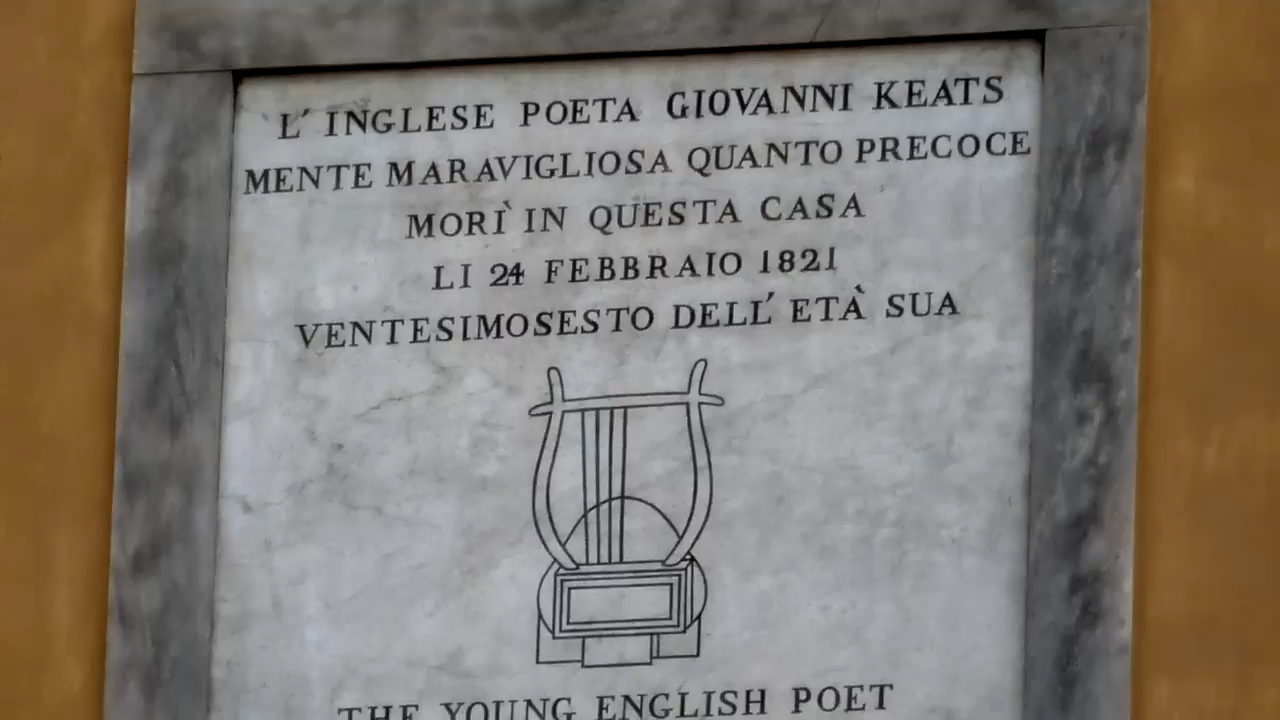 L' INGLESE POETA GIOVANNI KEATS
MENTE MARAVIGLIOSA QUANTO PRECOCE
MORÌ IN QUESTA CASA
LI 24 FEBBRAIO 1821
VENTESIMOSESTO DELL' ETÀ SUA
THE YOUNG ENGLISH POET